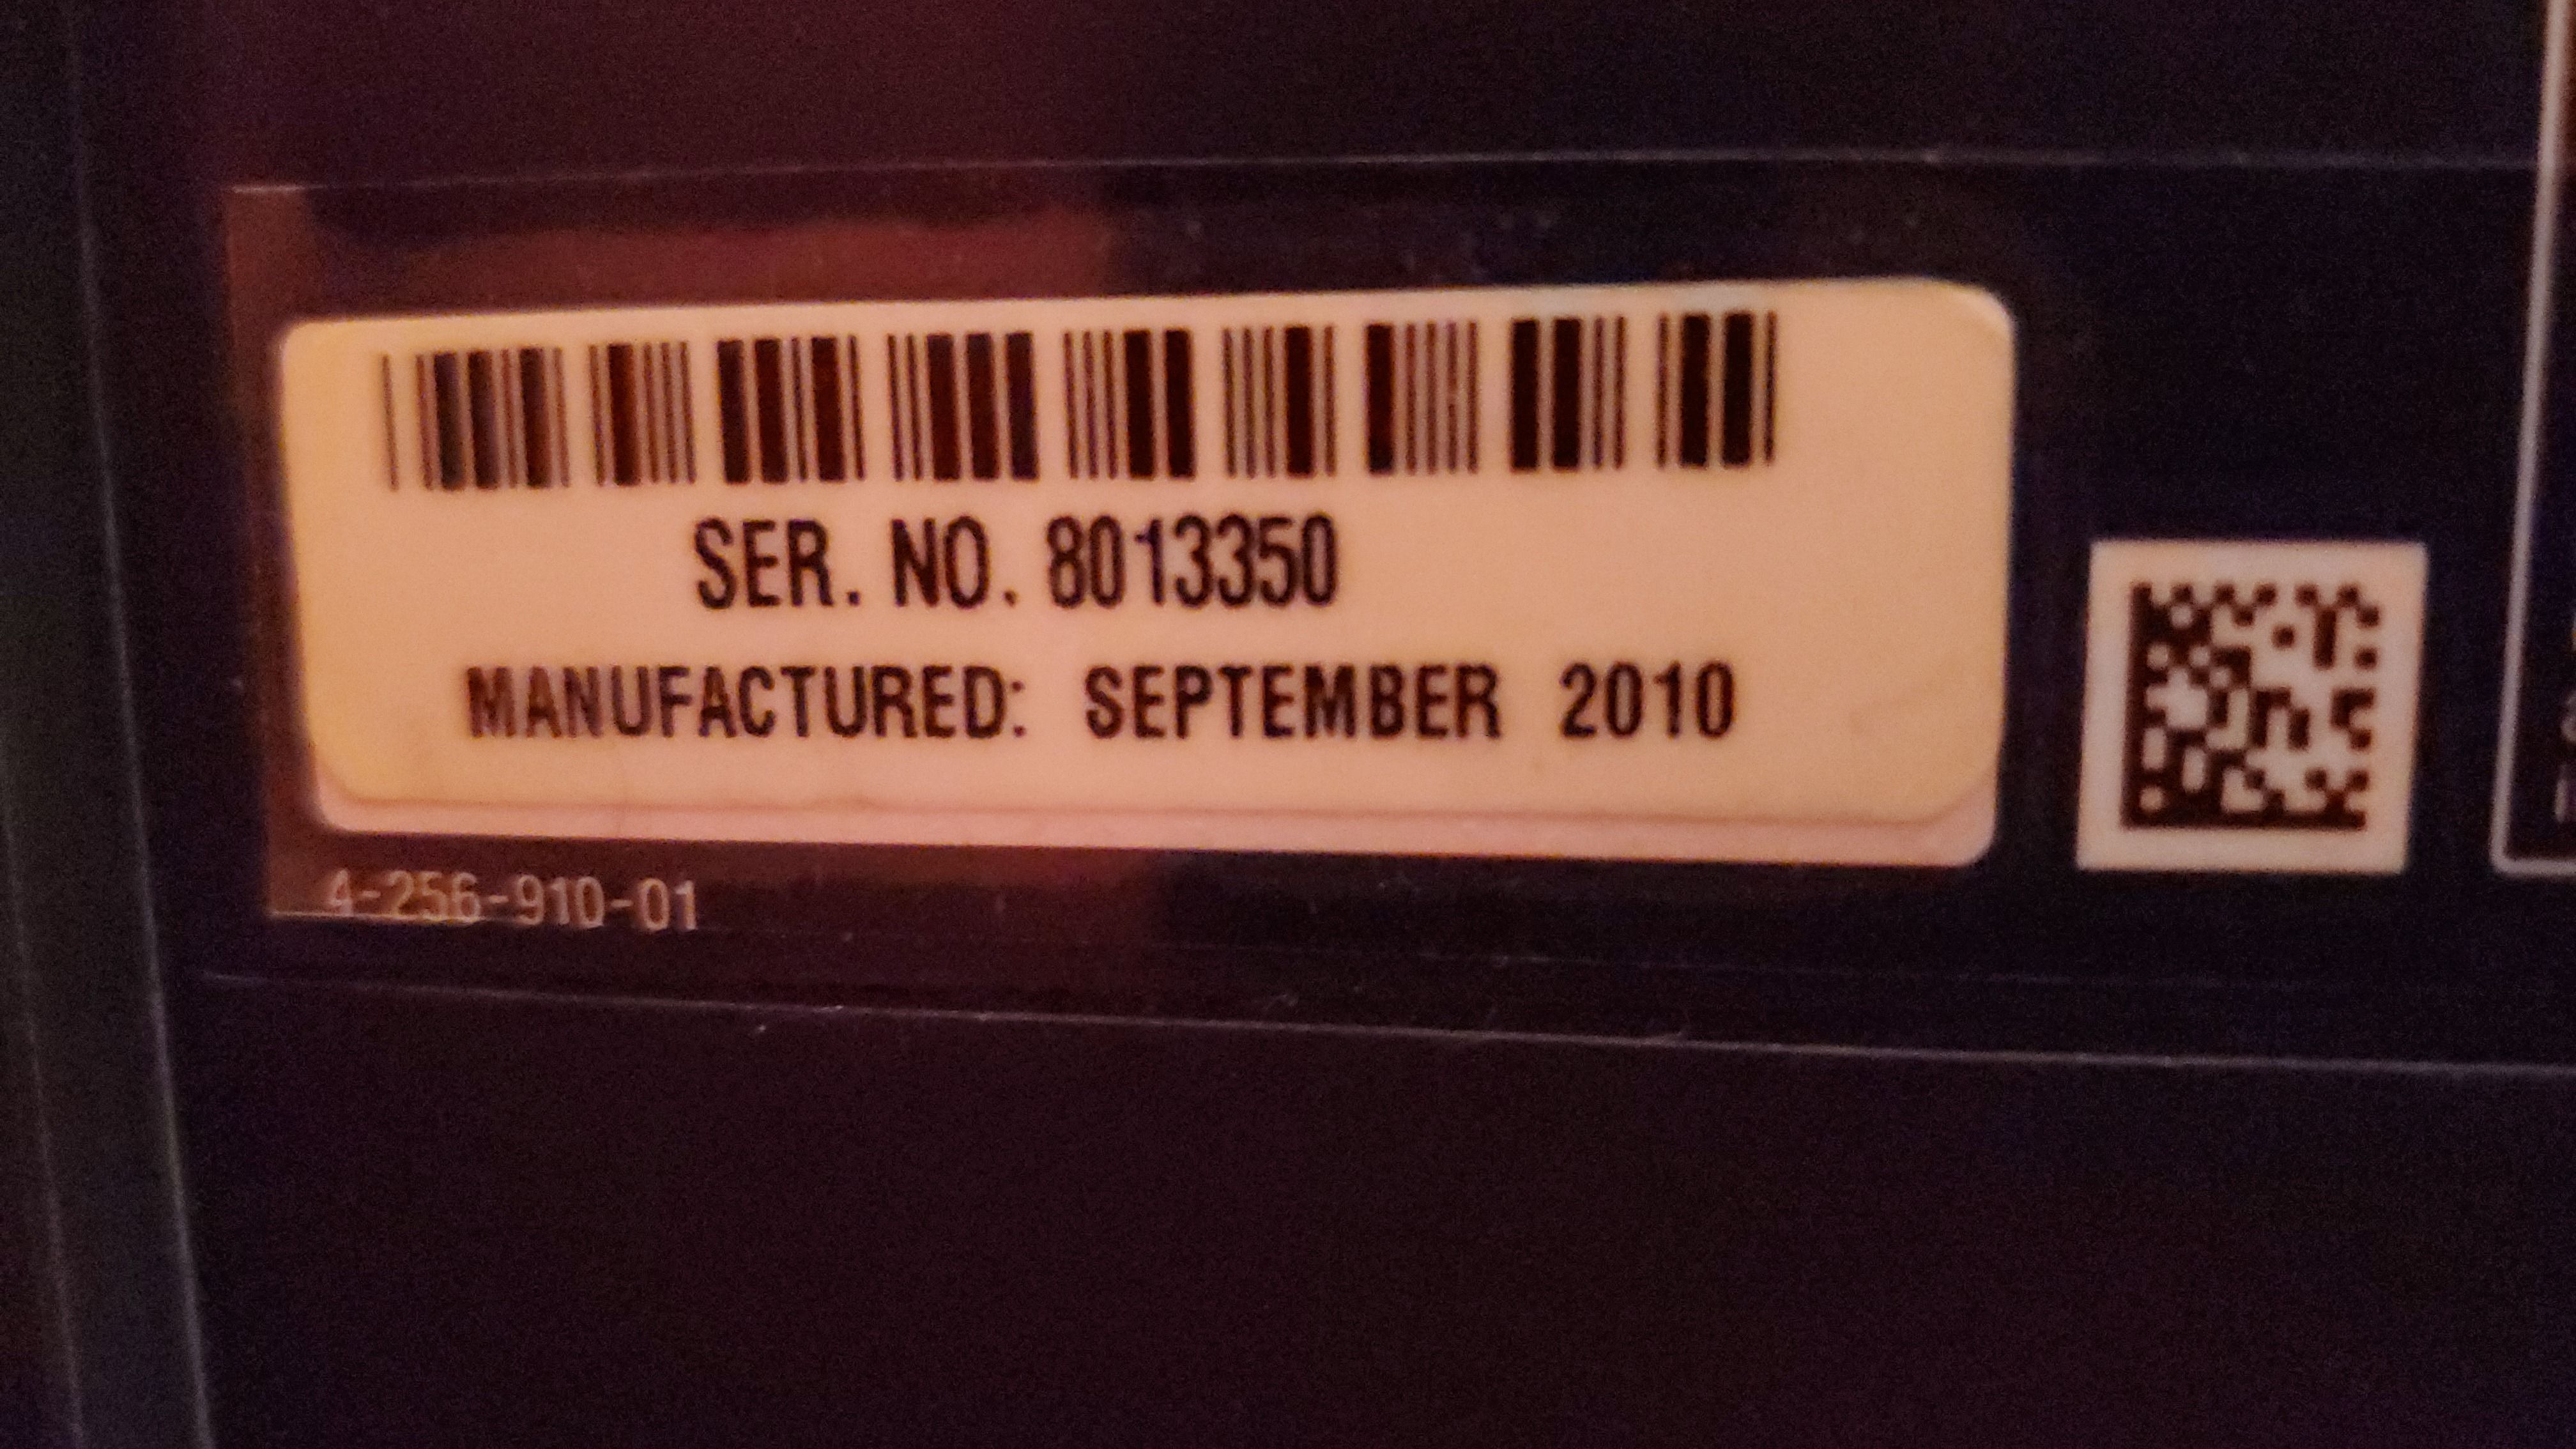 SER. NO. 8013350
MANUFACTURED: SEPTEMBER 2010
4-256-910-01